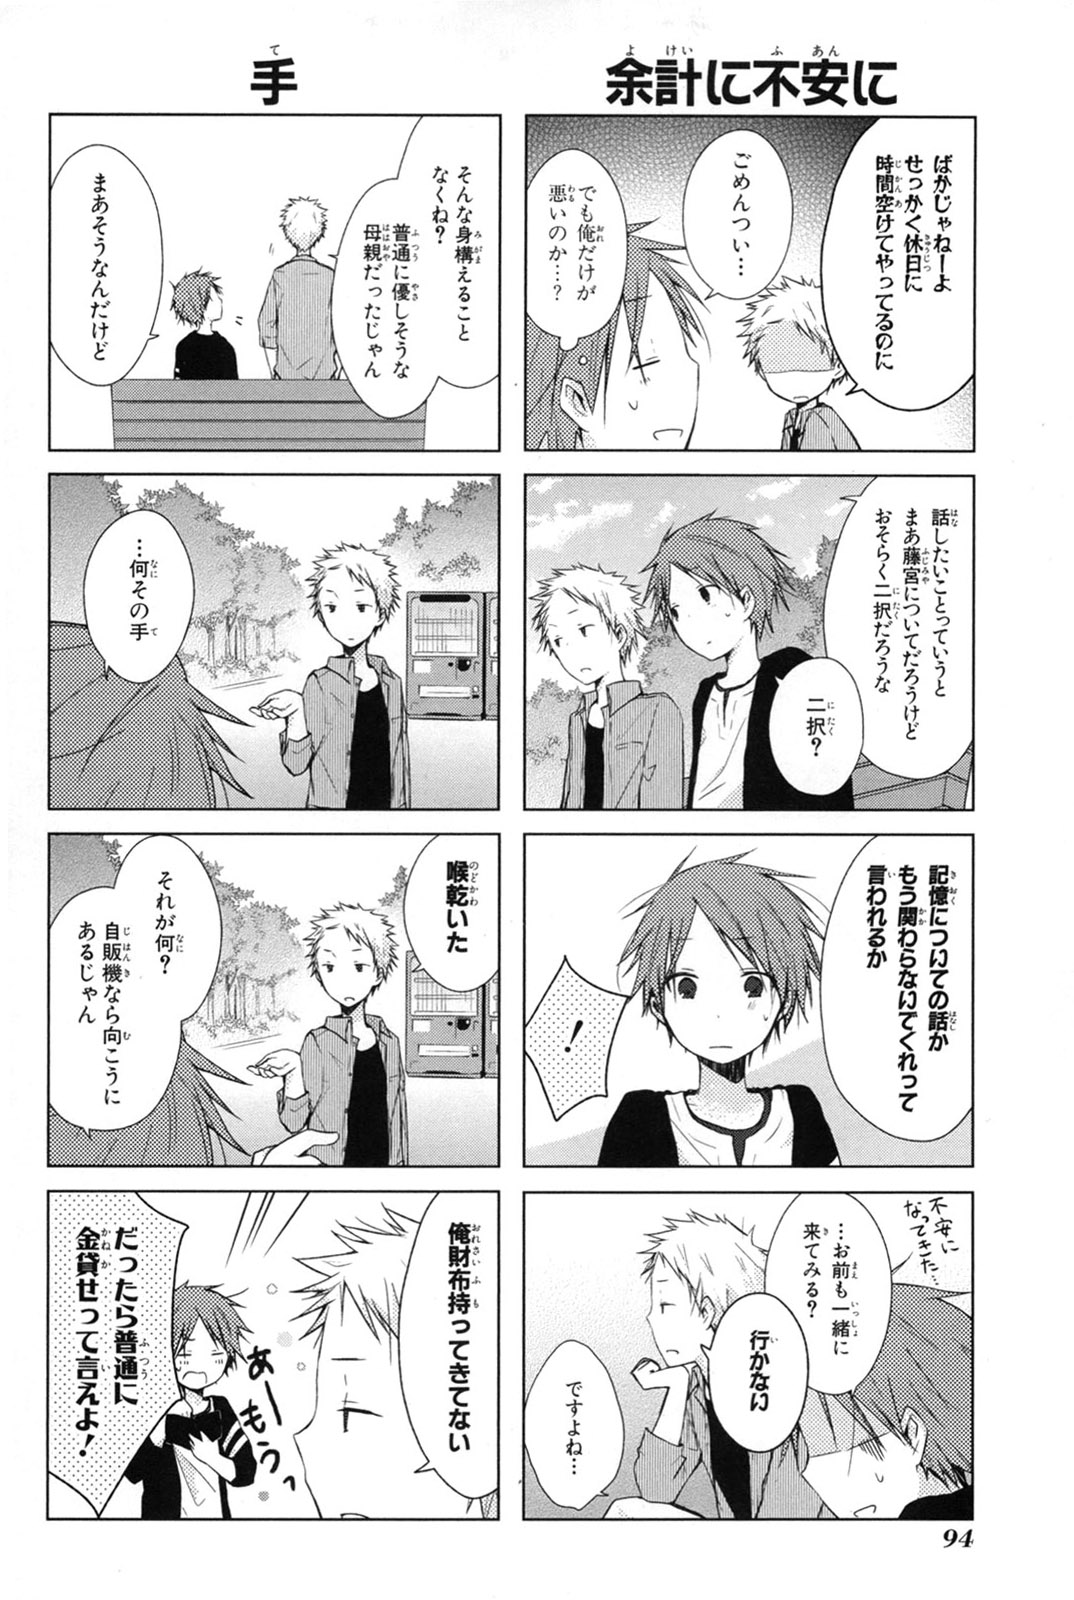 余計に不安に
ばかじゃねーよ
せっかく休日に
時間空けてやってるのに
ごめんつい…
でも俺だけが
悪いのか…?
話したいことっていうと
まあ藤宮についてだろうけど
おそらく二択だろうな
二択?
記憶についての話か
もう関わらないでくれって
言われるか
!
不安に
なってきた…
…お前も一緒に
来てみる?
行かない
ですよね…
手
そんな身構えること
なくね?
普通に優しそうな
母親だったじゃん
まあそうなんだけど
…何その手
喉乾いた
それが何?
自販機なら向こうに
あるじゃん
俺財布持ってきてない
あーもうっ
だったら普通に
金貸せって言えよ!
94